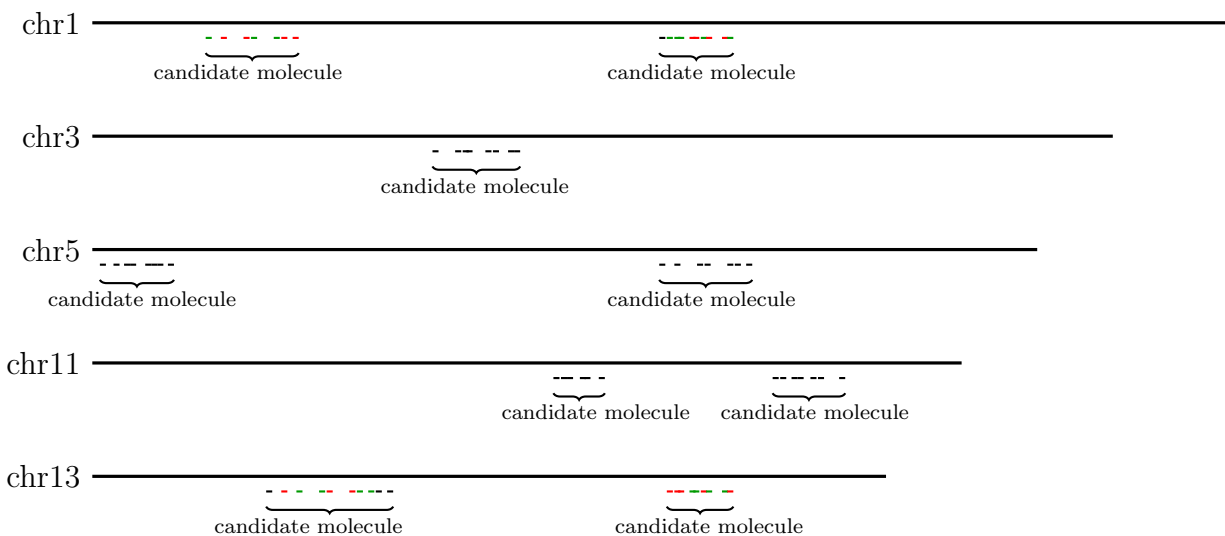 chr1
candidate molecule candidate molecule
chr3
candidate molecule
chr5
candidate molecule candidate molecule
chr11
candidate molecule candidate molecule
chr13
candidate molecule candidate molecule